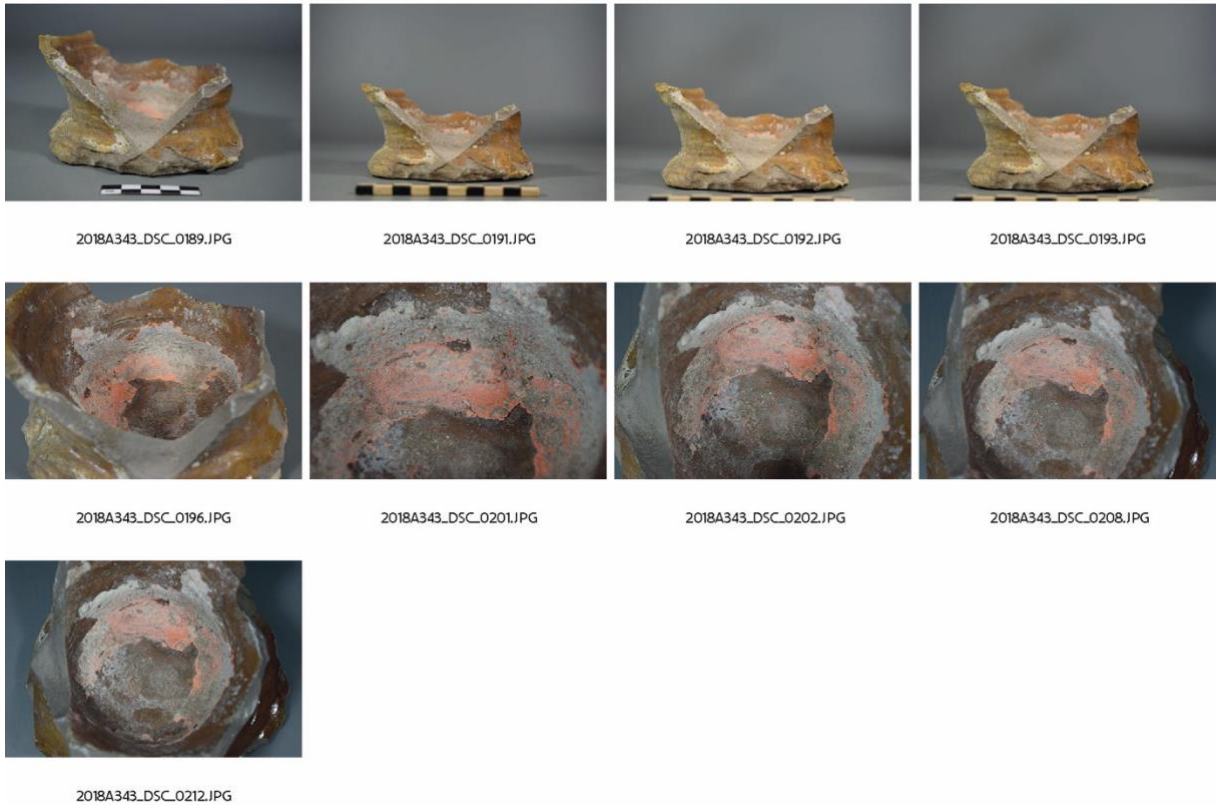 2018A343_DSC_0189.JPG
2018A343_DSC_0191.JPG
2018A343_DSC_0192.JPG
2018A343_DSC_0193.JPG
2018A343_DSC_0196.JPG
2018A343_DSC_0201.JPG
2018A343_DSC_0202.JPG
2018A343_DSC_0208.JPG
2018A343_DSC_0212.JPG